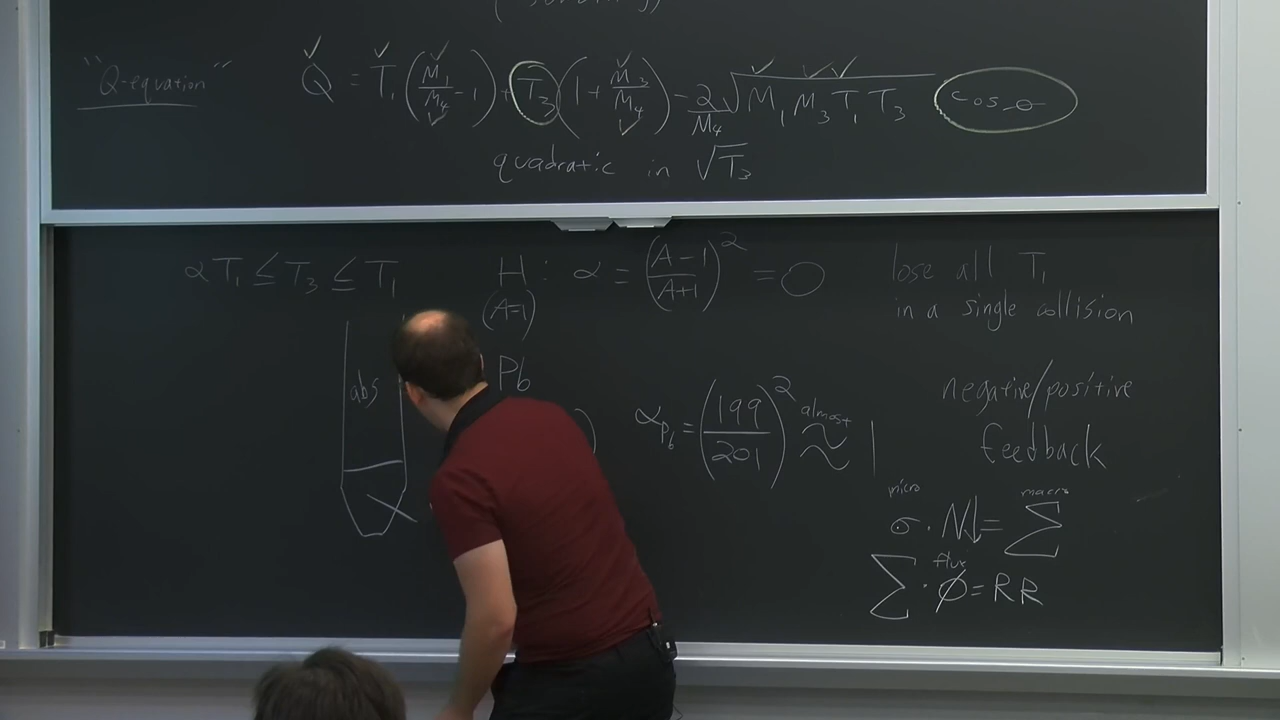 "Q-equation"
Q = T₁(M₁/M₄ - 1) + T₃(1 + M₃/M₄) - 2/M₄ √(M₁ M₃ T₁ T₃) cos θ
quadratic in √T₃
αT₁ ≤ T₃ ≤ T₁
H: α = ((A-1)/(A+1))² = 0
(A=1)
lose all T₁
in a single collision
abs
Pb
α_Pb = (199/201)² almost ≈ 1
negative/positive
feedback
micro macro
σ · N = Σ
flux
Σ · Φ = RR